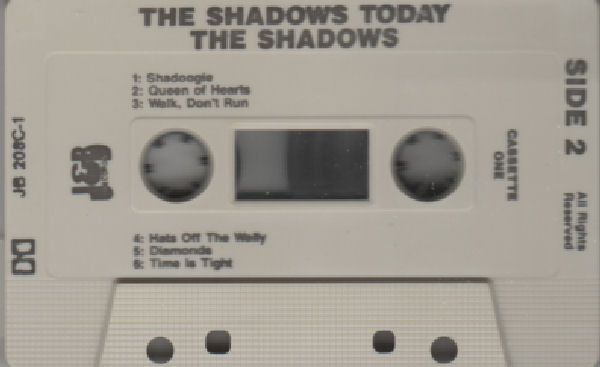 THE SHADOWS TODAY
THE SHADOWS
SIDE 2
1: Shadoogie
2: Queen of Hearts
3: Walk, Don't Run
JB 208C-1
J&B
CASSETTE
ONE
All Rights
Reserved
4: Hats Off The Wally
5: Diamonds
6: Time is Tight